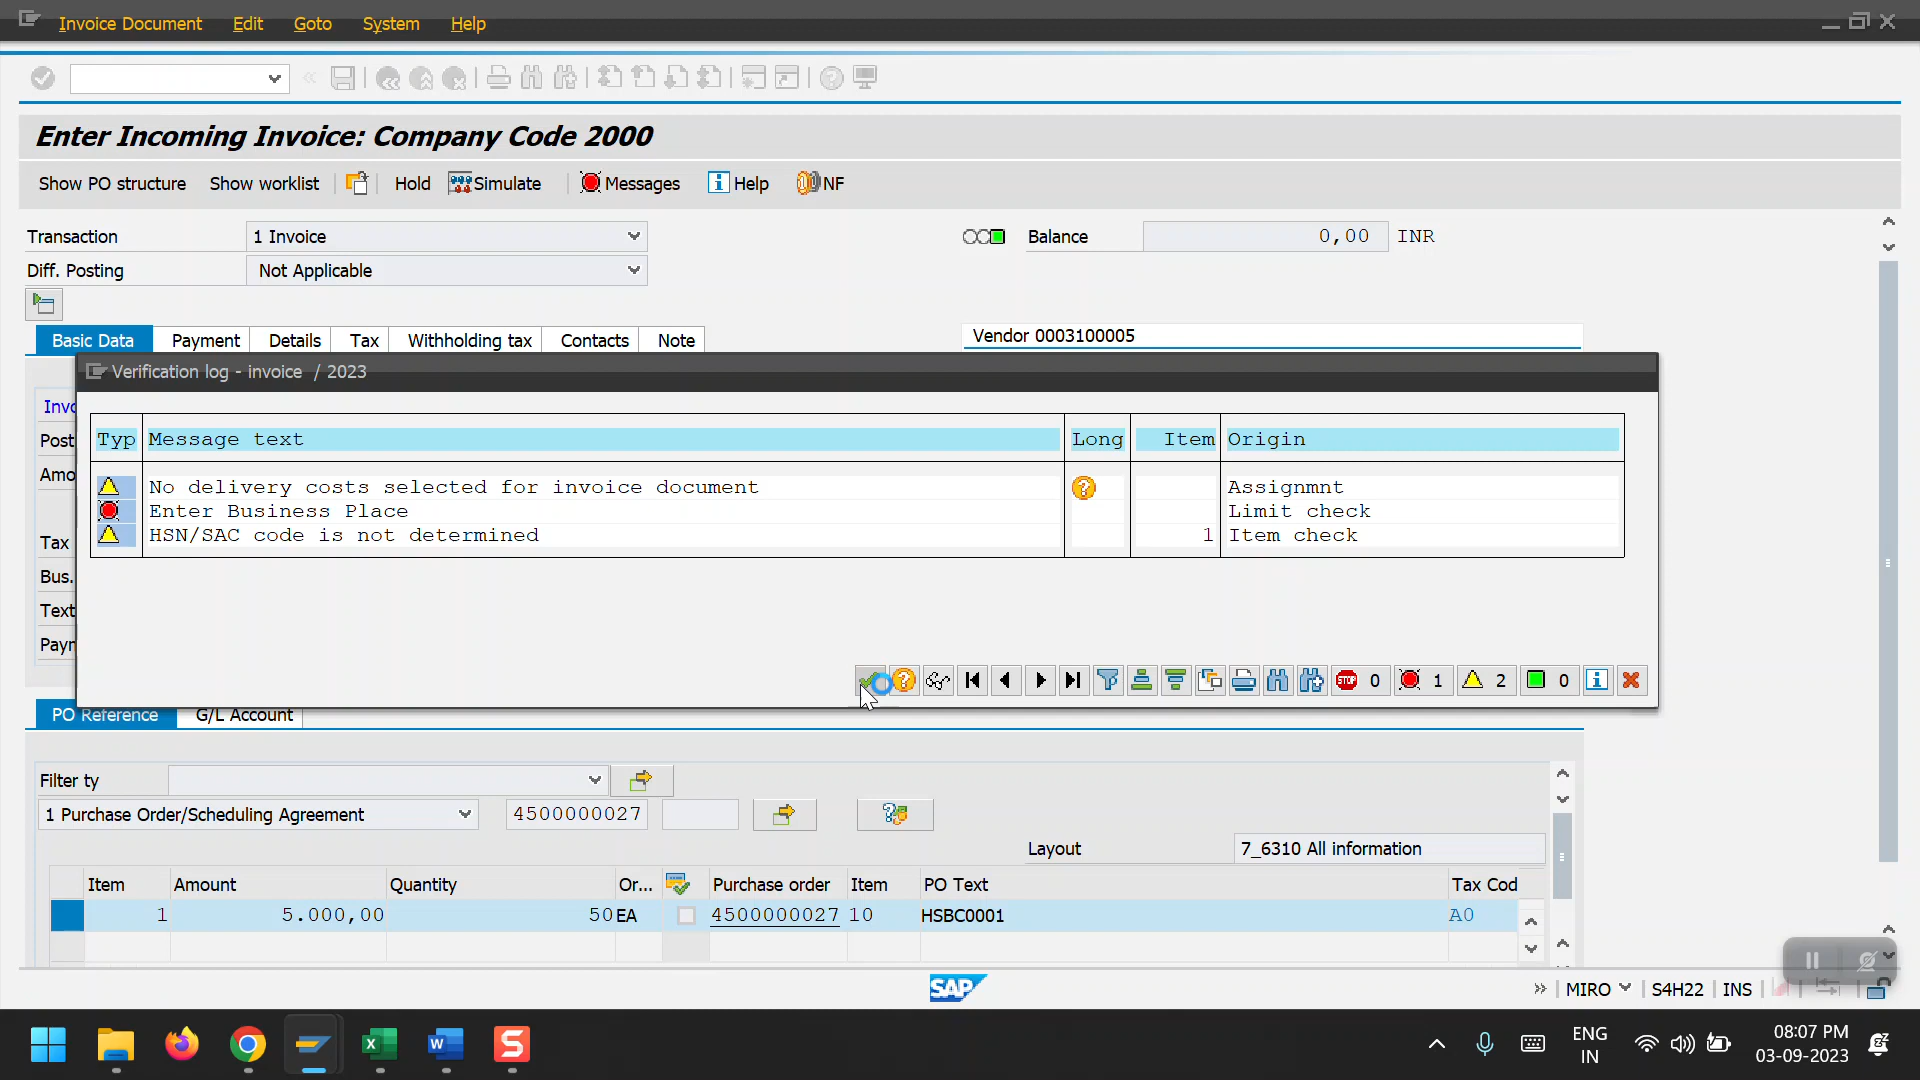 Invoice Document Edit Goto System Help
Enter Incoming Invoice: Company Code 2000
Show PO structure Show worklist Hold Simulate Messages Help NF
Transaction 1 Invoice Balance 0,00 INR
Diff. Posting Not Applicable
Basic Data Payment Details Tax Withholding tax Contacts Note Vendor 0003100005
Verification log - invoice / 2023
Typ Message text Long Item Origin
No delivery costs selected for invoice document Assignmnt
Enter Business Place Limit check
HSN/SAC code is not determined 1 Item check
Invo
Post
Amo
Tax
Bus.
Text
Payr
STOP 0 1 2 0
PO Reference G/L Account
Filter ty
1 Purchase Order/Scheduling Agreement 4500000027
Layout 7_6310 All information
Item Amount Quantity Or... Purchase order Item PO Text Tax Cod
1 5.000,00 50 EA 4500000027 10 HSBC0001 A0
SAP MIRO S4H22 INS
ENG
IN
08:07 PM
03-09-2023